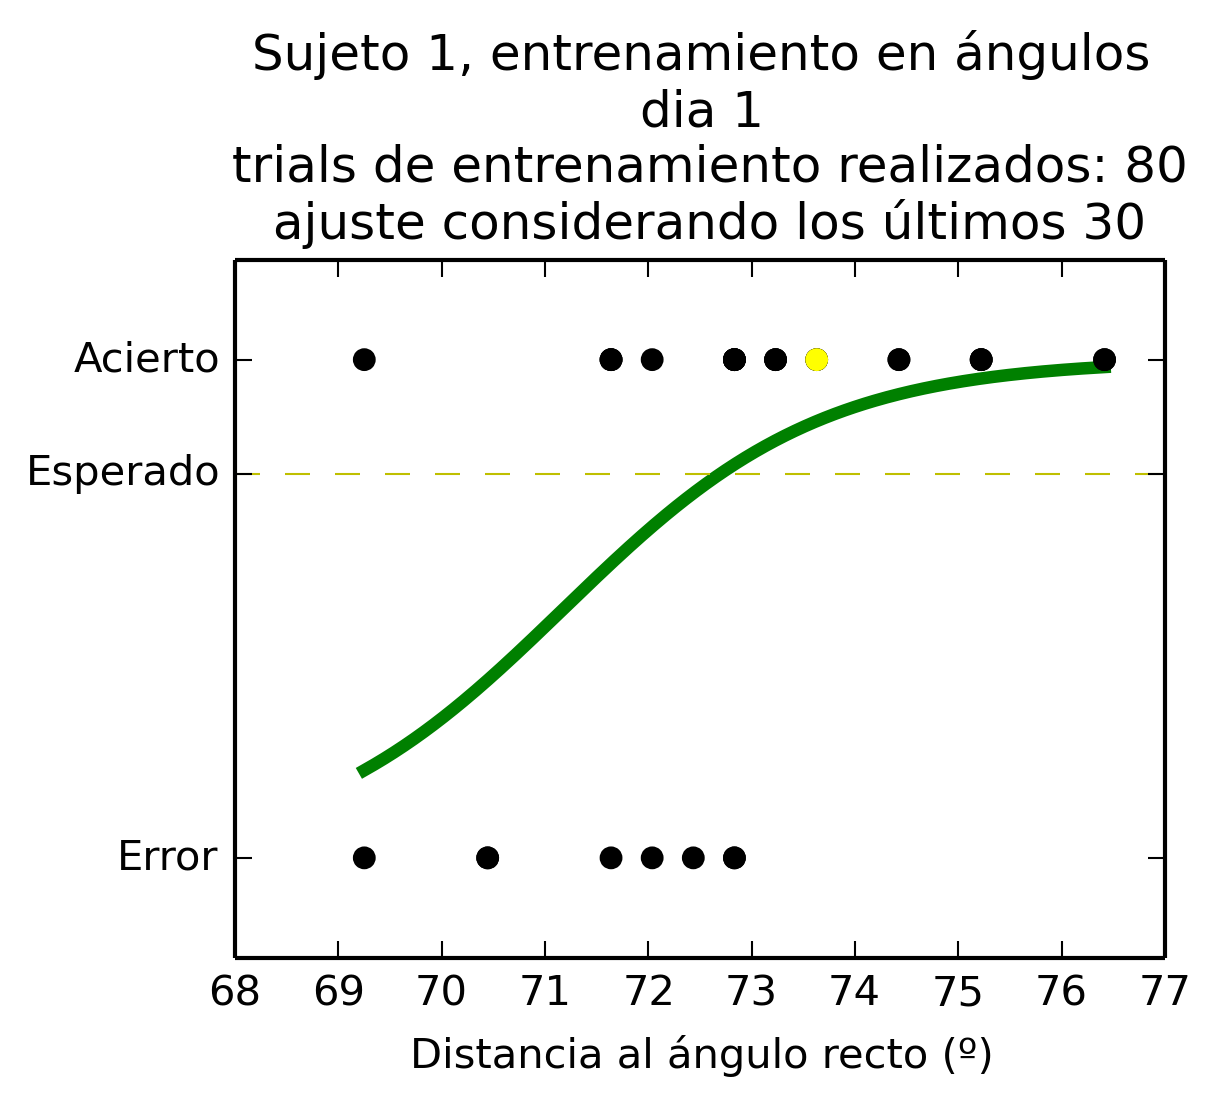 Sujeto 1, entrenamiento en ángulos
dia 1
trials de entrenamiento realizados: 80
ajuste considerando los últimos 30
Acierto
Esperado
Error
68 69 70 71 72 73 74 75 76 77
Distancia al ángulo recto (º)